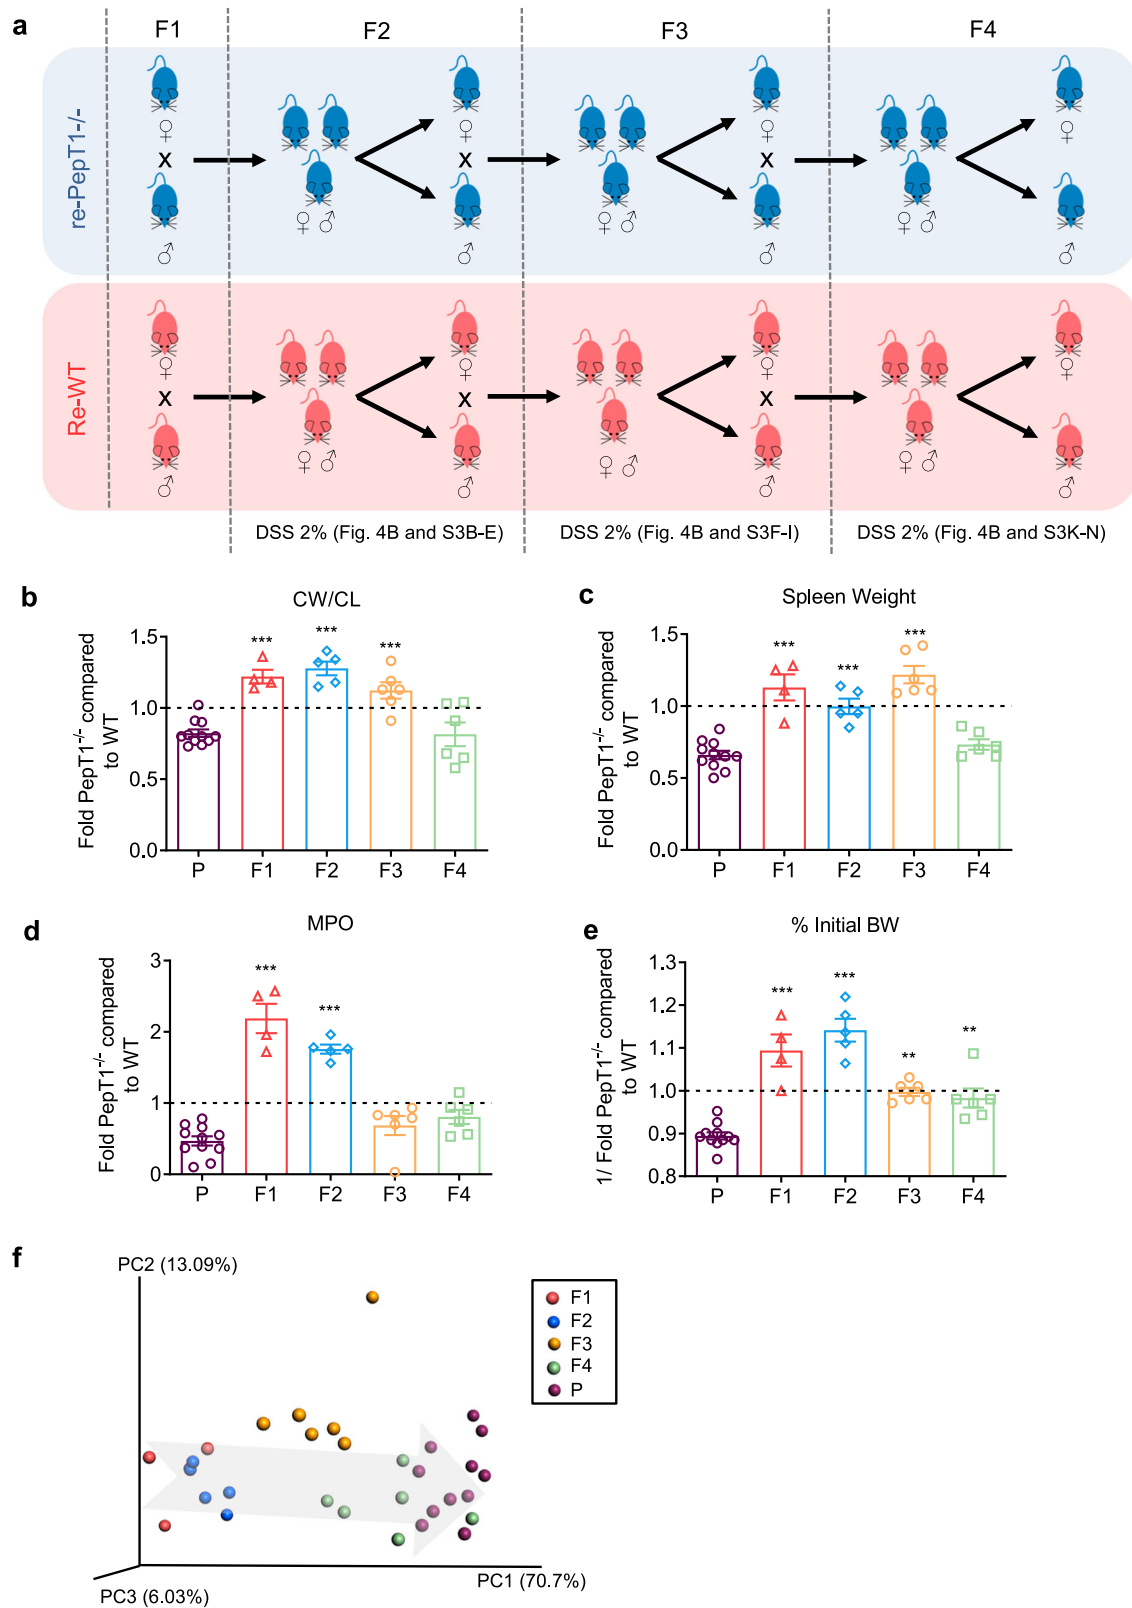 a
F1
F2
F3
F4
re-PepT1-/-
♀
X
♂
♀ ♂
♀
X
♂
♀ ♂
♀
X
♂
♀ ♂
♀
♂
Re-WT
♀
X
♂
♀ ♂
♀
X
♂
♀ ♂
♀
X
♂
♀ ♂
♀
♂
DSS 2% (Fig. 4B and S3B-E)
DSS 2% (Fig. 4B and S3F-I)
DSS 2% (Fig. 4B and S3K-N)
b
CW/CL
Fold PepT1-/- compared
to WT
1.5
1.0
0.5
0.0
***
***
***
P
F1
F2
F3
F4
c
Spleen Weight
Fold PepT1-/- compared
to WT
1.5
1.0
0.5
0.0
***
***
***
P
F1
F2
F3
F4
d
MPO
Fold PepT1-/- compared
to WT
3
2
1
0
***
***
P
F1
F2
F3
F4
e
% Initial BW
1/ Fold PepT1-/- compared
to WT
1.3
1.2
1.1
1.0
0.9
0.8
***
***
**
**
P
F1
F2
F3
F4
f
PC2 (13.09%)
PC3 (6.03%)
PC1 (70.7%)
F1
F2
F3
F4
P